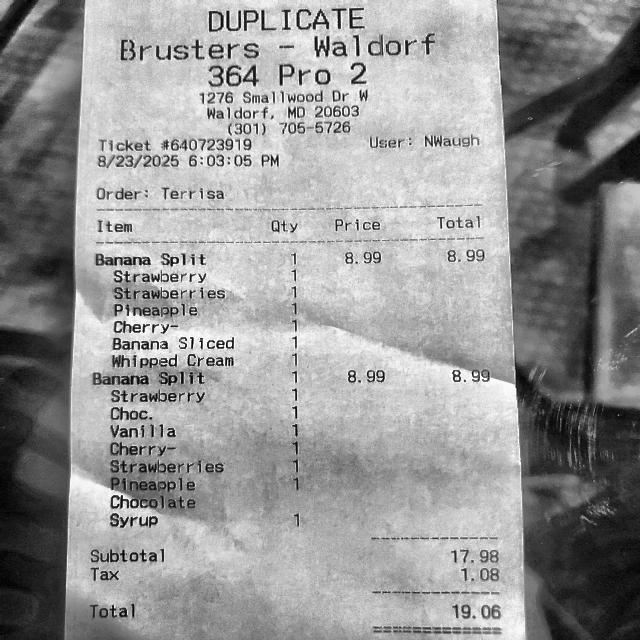 DUPLICATE
Brusters - Waldorf
364 Pro 2
1276 Smallwood Dr W
Waldorf, MD 20603
(301) 705-5726
Ticket #640723919 User: NWaugh
8/23/2025 6:03:05 PM
Order: Terrisa
Item Qty Price Total
Banana Split 1 8.99 8.99
Strawberry 1
Strawberries 1
Pineapple 1
Cherry- 1
Banana Sliced 1
Whipped Cream 1
Banana Split 1 8.99 8.99
Strawberry 1
Choc. 1
Vanilla 1
Cherry- 1
Strawberries 1
Pineapple 1
Chocolate
Syrup 1
Subtotal 17.98
Tax 1.08
Total 19.06